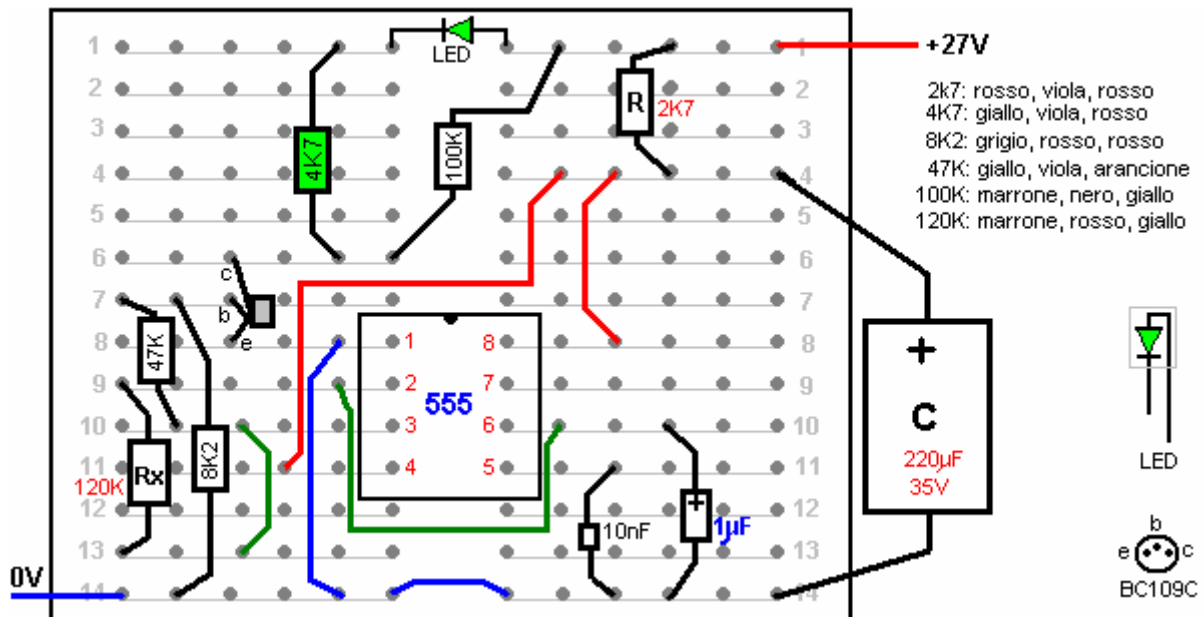 LED
1 1 +27V
2 R 2K7 2 2k7: rosso, viola, rosso
3 4K7 100K 3 4K7: giallo, viola, rosso
8K2: grigio, rosso, rosso
4 4 47K: giallo, viola, arancione
100K: marrone, nero, giallo
5 5 120K: marrone, rosso, giallo
6 6
c
7 7
b
8 47K e 1 8 8 +
9 2 555 7 9
10 3 6 10 C
8K2
11 Rx 4 5 11 220µF
120K 35V
LED
12 + 12
10nF 1µF
13 13 b
e c
0V 14 14 BC109C